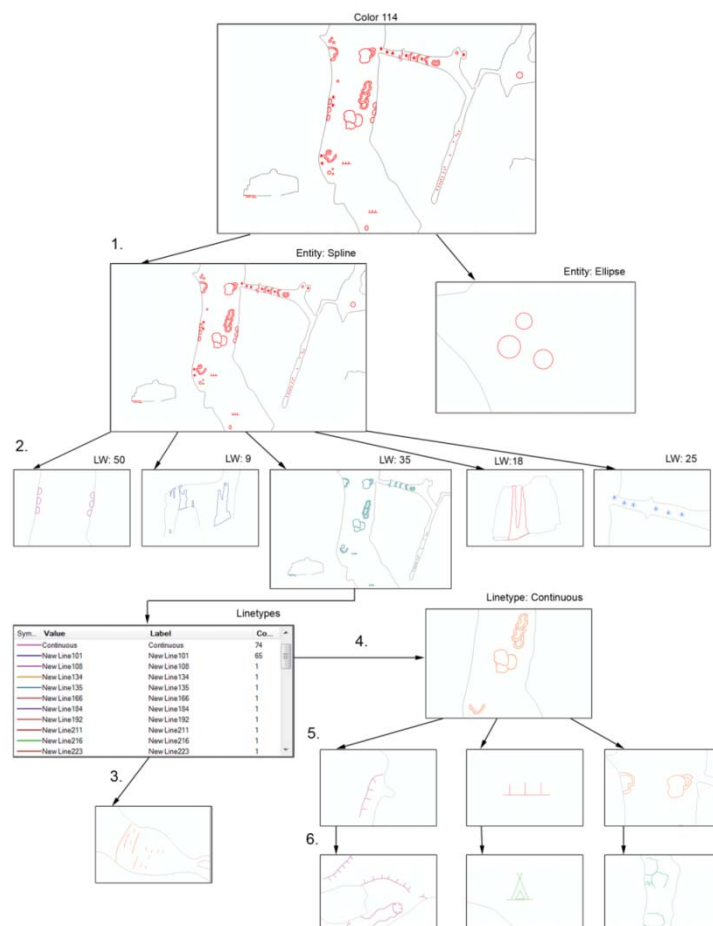 Color 114
1.
Entity: Spline
Entity: Ellipse
2.
LW: 50
LW: 9
LW: 35
LW:18
LW: 25
Linetypes
Linetype: Continuous
Sym... Value Label Co...
Continuous Continuous 74
New Line101 New Line101 65
New Line108 New Line108 1
New Line134 New Line134 1
New Line135 New Line135 1
New Line166 New Line166 1
New Line184 New Line184 1
New Line192 New Line192 1
New Line211 New Line211 1
New Line216 New Line216 1
New Line223 New Line223 1
4.
3.
5.
6.